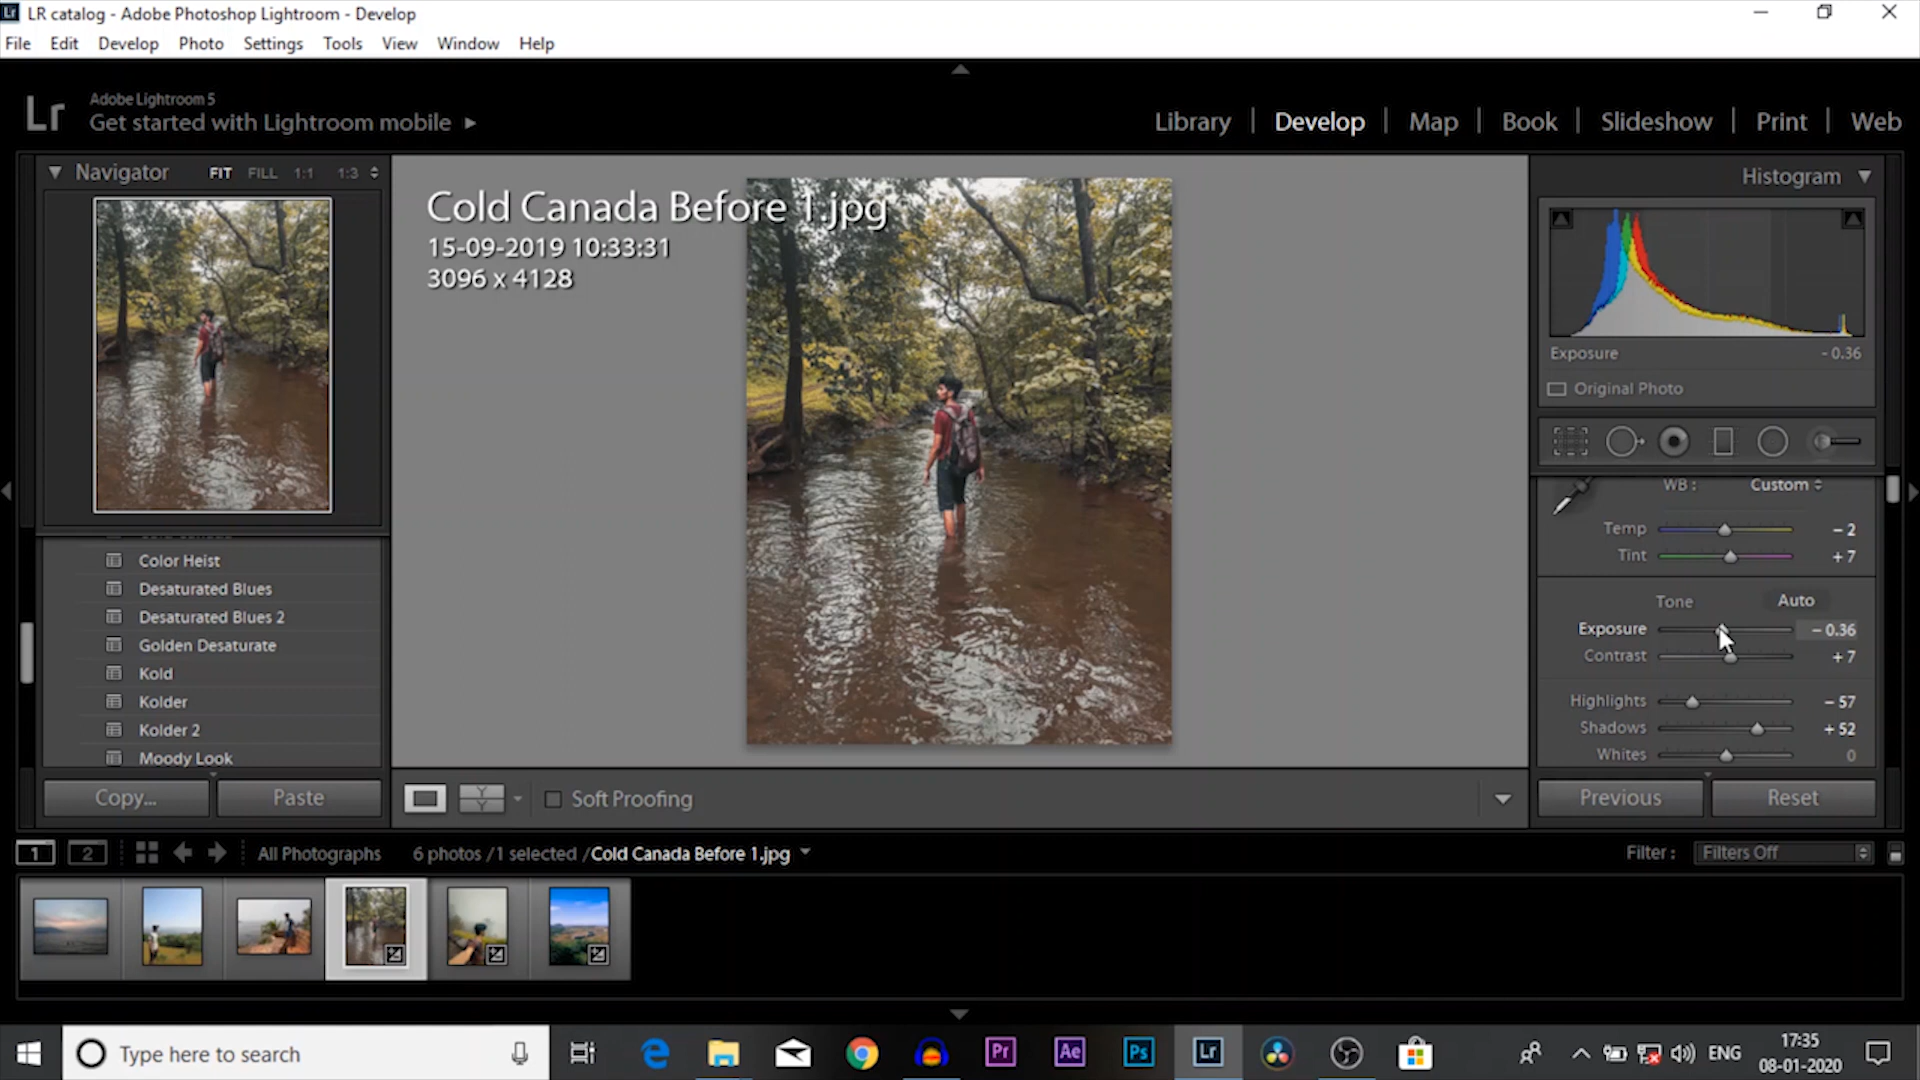 LR catalog - Adobe Photoshop Lightroom - Develop
File Edit Develop Photo Settings Tools View Window Help
Lr Adobe Lightroom 5
Get started with Lightroom mobile
Library | Develop | Map | Book | Slideshow | Print | Web
Navigator FIT FILL 1:1 1:3
Cold Canada Before 1.jpg
15-09-2019 10:33:31
3096 x 4128
Histogram
Exposure - 0.36
Original Photo
WB : Custom
Temp - 2
Tint + 7
Tone Auto
Exposure - 0.36
Contrast + 7
Highlights - 57
Shadows + 52
Whites 0
Color Heist
Desaturated Blues
Desaturated Blues 2
Golden Desaturate
Kold
Kolder
Kolder 2
Moody Look
Copy... Paste
Soft Proofing
Previous Reset
1 2 All Photographs 6 photos /1 selected /Cold Canada Before 1.jpg
Filter : Filters Off
Type here to search
Pr Ae Ps Lr
ENG
17:35
08-01-2020